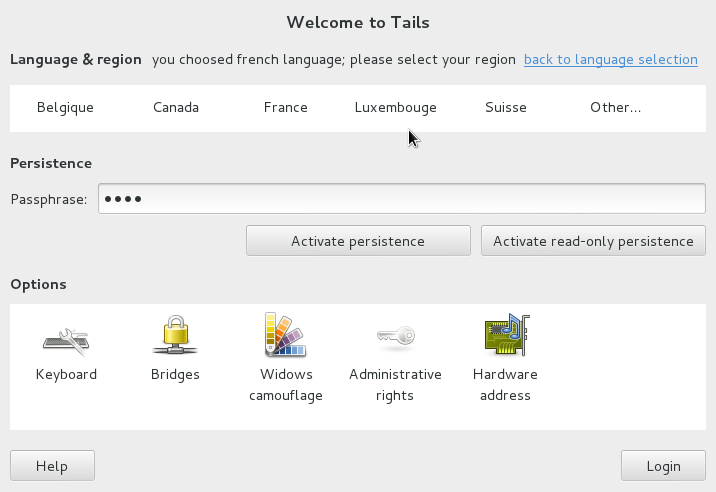 Welcome to Tails
Language & region you choosed french language; please select your region back to language selection
Belgique Canada France Luxembouge Suisse Other...
Persistence
Passphrase: ••••
Activate persistence Activate read-only persistence
Options
Keyboard Bridges Widows camouflage Administrative rights Hardware address
Help Login